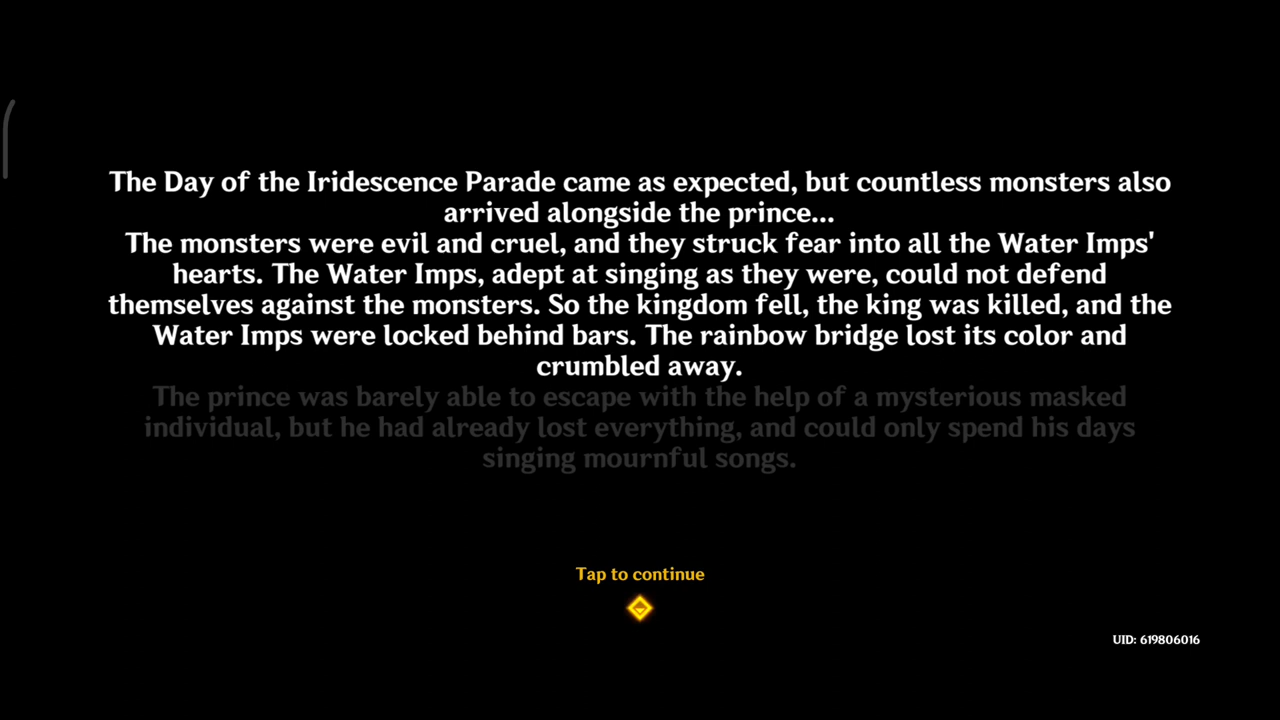 The Day of the Iridescence Parade came as expected, but countless monsters also
arrived alongside the prince...
The monsters were evil and cruel, and they struck fear into all the Water Imps'
hearts. The Water Imps, adept at singing as they were, could not defend
themselves against the monsters. So the kingdom fell, the king was killed, and the
Water Imps were locked behind bars. The rainbow bridge lost its color and
crumbled away.
The prince was barely able to escape with the help of a mysterious masked
individual, but he had already lost everything, and could only spend his days
singing mournful songs.
Tap to continue
UID: 619806016